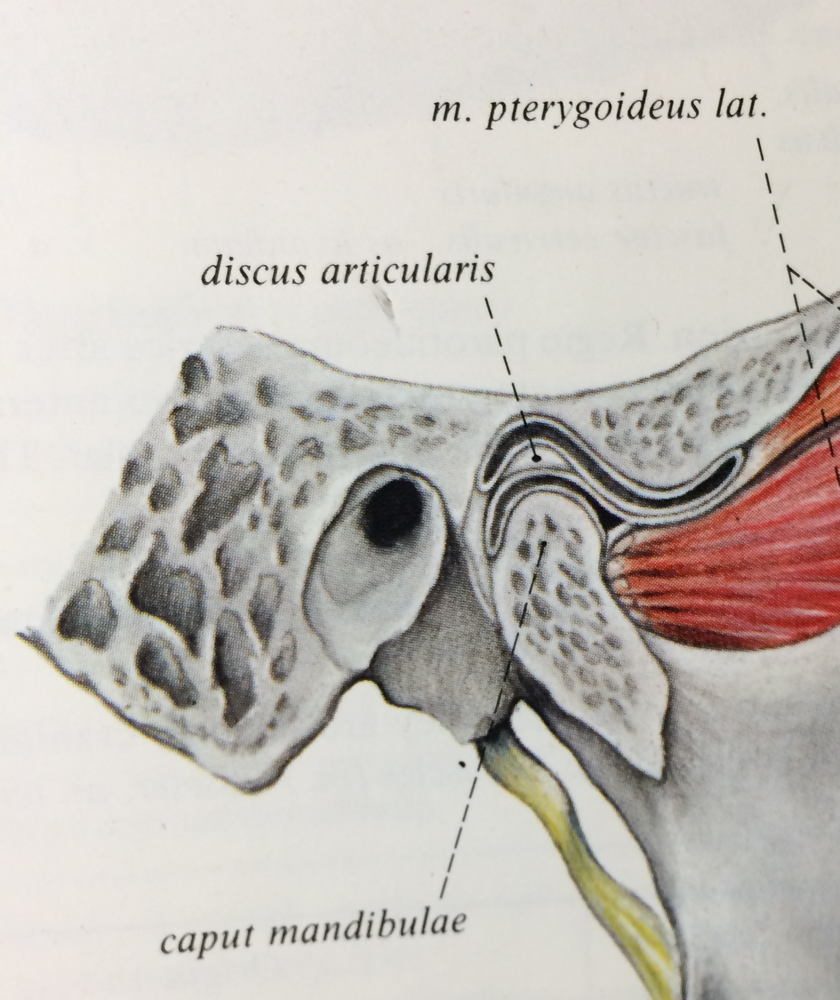 m. pterygoideus lat.
discus articularis
caput mandibulae